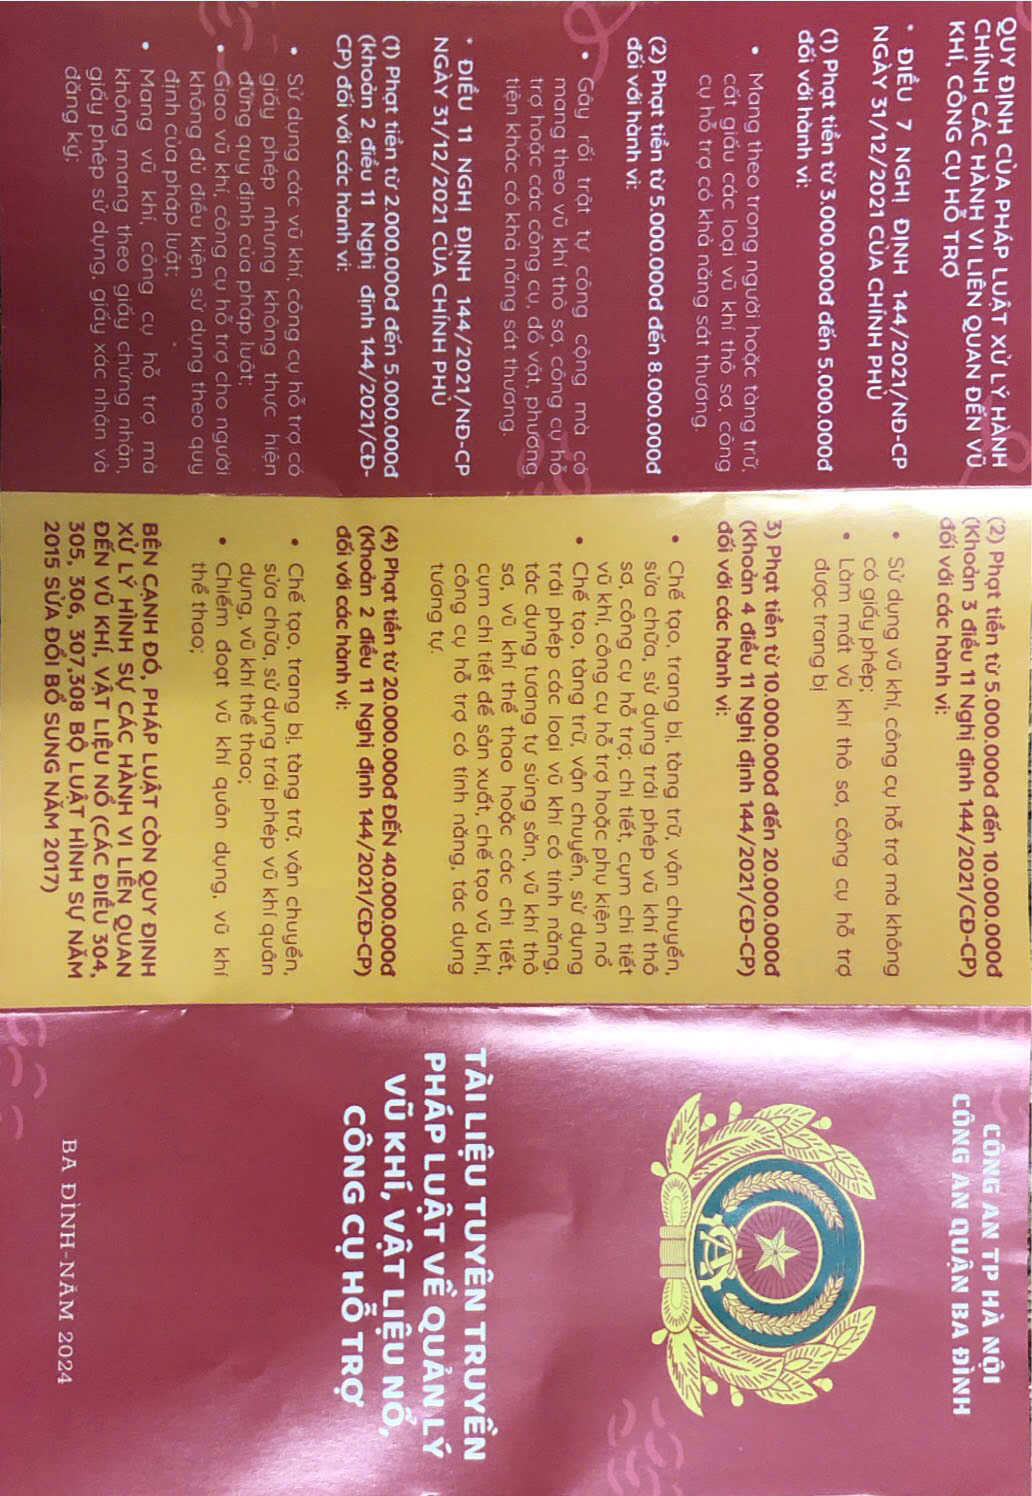 QUY ĐỊNH CỦA PHÁP LUẬT XỬ LÝ HÀNH
CHÍNH CÁC HÀNH VI LIÊN QUAN ĐẾN VŨ
KHÍ, CÔNG CỤ HỖ TRỢ
* ĐIỀU 7 NGHỊ ĐỊNH 144/2021/NĐ-CP
NGÀY 31/12/2021 CỦA CHÍNH PHỦ
(1) Phạt tiền từ 3.000.000đ đến 5.000.000đ
đối với hành vi:
• Mang theo trong người hoặc tàng trữ,
cất giấu các loại vũ khí thô sơ, công
cụ hỗ trợ có khả năng sát thương.
(2) Phạt tiền từ 5.000.000đ đến 8.000.000đ
đối với hành vi:
• Gây rối trật tự công cộng mà có
mang theo vũ khí thô sơ, công cụ hỗ
trợ hoặc các công cụ, đồ vật, phương
tiện khác có khả năng sát thương.
* ĐIỀU 11 NGHỊ ĐỊNH 144/2021/NĐ-CP
NGÀY 31/12/2021 CỦA CHÍNH PHỦ
(1) Phạt tiền từ 2.000.000đ đến 5.000.000đ
(khoản 2 điều 11 Nghị định 144/2021/CĐ-
CP) đối với các hành vi:
• Sử dụng các vũ khí, công cụ hỗ trợ có
giấy phép nhưng không thực hiện
đúng quy định của pháp luật;
• Giao vũ khí, công cụ hỗ trợ cho người
không đủ điều kiện sử dụng theo quy
định của pháp luật;
• Mang vũ khí, công cụ hỗ trợ mà
không mang theo giấy chứng nhận,
giấy phép sử dụng, giấy xác nhận và
đăng ký;
(2) Phạt tiền từ 5.000.000đ đến 10.000.000đ
(Khoản 3 điều 11 Nghị định 144/2021/CĐ-CP)
đối với các hành vi:
• Sử dụng vũ khí, công cụ hỗ trợ mà không
có giấy phép;
• Làm mất vũ khí thô sơ, công cụ hỗ trợ
được trang bị
3) Phạt tiền từ 10.000.000đ đến 20.000.000đ
(Khoản 4 điều 11 Nghị định 144/2021/CĐ-CP)
đối với các hành vi:
• Chế tạo, trang bị, tàng trữ, vận chuyển,
sửa chữa, sử dụng trái phép vũ khí thô
sơ, công cụ hỗ trợ; chi tiết, cụm chi tiết
vũ khí, công cụ hỗ trợ hoặc phụ kiện nổ
• Chế tạo, tàng trữ, vận chuyển, sử dụng
trái phép các loại vũ khí có tính năng,
tác dụng tương tự súng săn, vũ khí thô
sơ, vũ khí thể thao hoặc các chi tiết,
cụm chi tiết để sản xuất, chế tạo vũ khí,
công cụ hỗ trợ có tính năng, tác dụng
tương tự.
(4) Phạt tiền từ 20.000.000đ ĐẾN 40.000.000đ
(Khoản 2 điều 11 Nghị định 144/2021/CĐ-CP)
đối với các hành vi:
• Chế tạo, trang bị, tàng trữ, vận chuyển,
sửa chữa, sử dụng trái phép vũ khí quân
dụng, vũ khí thể thao;
• Chiếm đoạt vũ khí quân dụng, vũ khí
thể thao;
BÊN CẠNH ĐÓ, PHÁP LUẬT CÒN QUY ĐỊNH
XỬ LÝ HÌNH SỰ CÁC HÀNH VI LIÊN QUAN
ĐẾN VŨ KHÍ, VẬT LIỆU NỔ (CÁC ĐIỀU 304,
305, 306, 307,308 BỘ LUẬT HÌNH SỰ NĂM
2015 SỬA ĐỔI BỔ SUNG NĂM 2017)
CÔNG AN TP HÀ NỘI
CÔNG AN QUẬN BA ĐÌNH
CA
TÀI LIỆU TUYÊN TRUYỀN
PHÁP LUẬT VỀ QUẢN LÝ
VŨ KHÍ, VẬT LIỆU NỔ,
CÔNG CỤ HỖ TRỢ
BA ĐÌNH-NĂM 2024